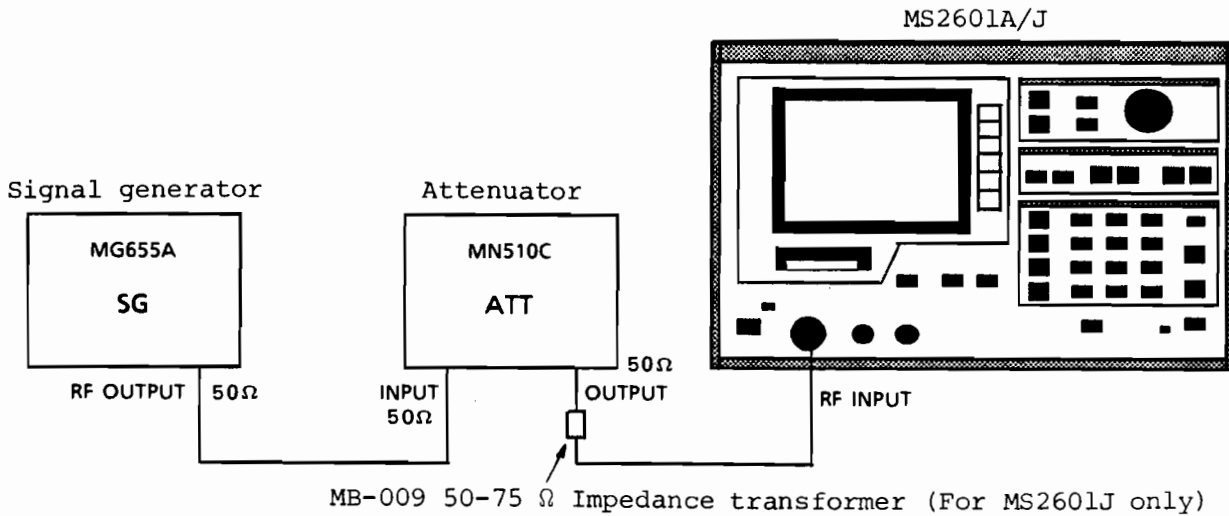 MS2601A/J
Signal generator
Attenuator
MG655A
SG
MN510C
ATT
RF OUTPUT
50Ω
INPUT
50Ω
50Ω
OUTPUT
RF INPUT
MB-009 50-75 Ω Impedance transformer (For MS2601J only)